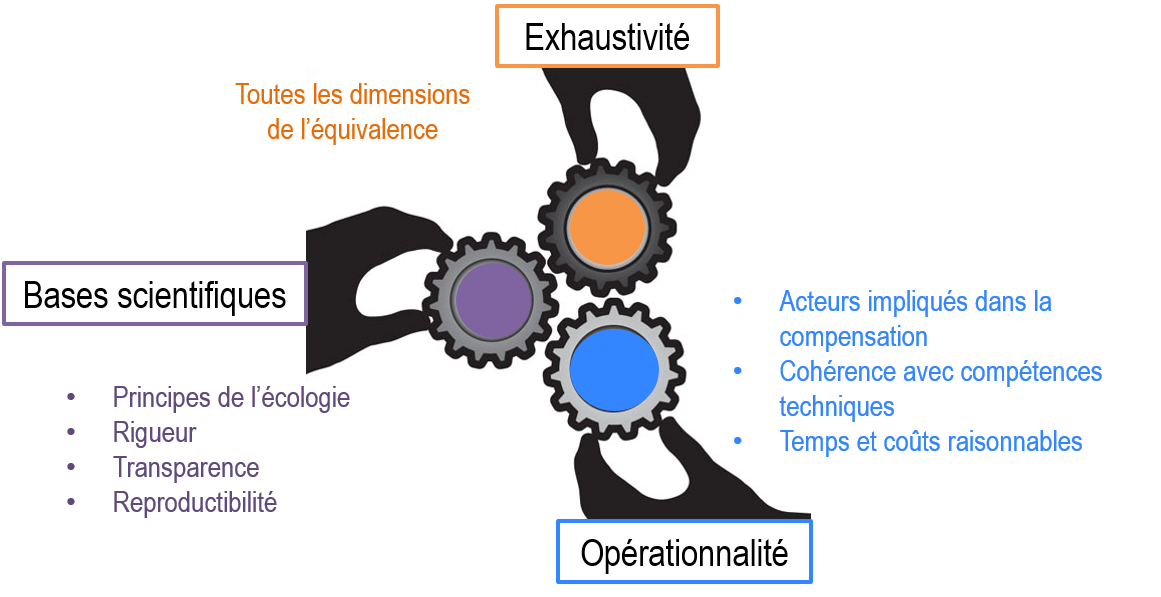 Exhaustivité
Toutes les dimensions
de l’équivalence
Bases scientifiques
• Principes de l’écologie
• Rigueur
• Transparence
• Reproductibilité
• Acteurs impliqués dans la
compensation
• Cohérence avec compétences
techniques
• Temps et coûts raisonnables
Opérationnalité